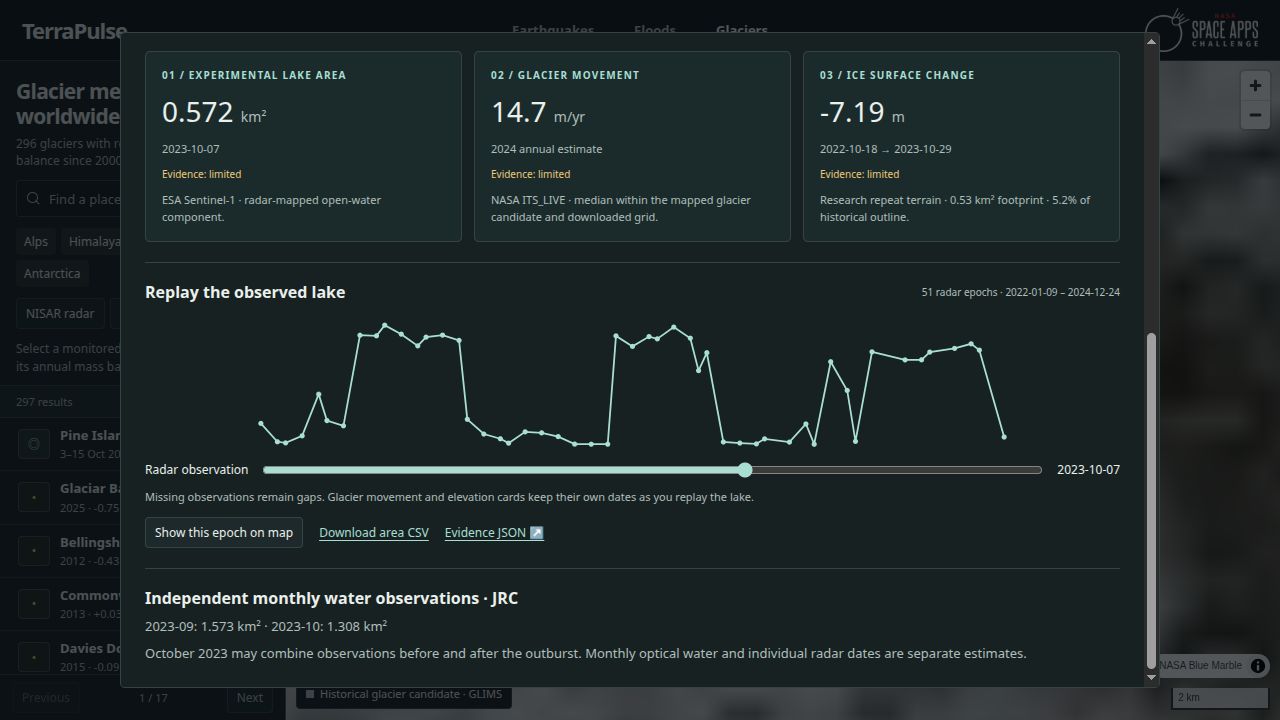 TerraPulse
Earthquakes
Floods
Glaciers
NASA
SPACE APPS
CHALLENGE
Glacier me
worldwide
296 glaciers with r
balance since 2000
Find a place
Alps
Himalaya
Antarctica
NISAR radar
Select a monitored
its annual mass ba
297 results
Pine Islan
3–15 Oct 20
Glaciar Ba
2025 · -0.75
Bellingsh
2012 · -0.43
Commonw
2013 · +0.03
Davies Do
2015 · -0.09
Previous
1 / 17
Next
01 / EXPERIMENTAL LAKE AREA
0.572 km²
2023-10-07
Evidence: limited
ESA Sentinel-1 · radar-mapped open-water
component.
02 / GLACIER MOVEMENT
14.7 m/yr
2024 annual estimate
Evidence: limited
NASA ITS_LIVE · median within the mapped glacier
candidate and downloaded grid.
03 / ICE SURFACE CHANGE
-7.19 m
2022-10-18 → 2023-10-29
Evidence: limited
Research repeat terrain · 0.53 km² footprint · 5.2% of
historical outline.
Replay the observed lake
51 radar epochs · 2022-01-09 – 2024-12-24
Radar observation
2023-10-07
Missing observations remain gaps. Glacier movement and elevation cards keep their own dates as you replay the lake.
Show this epoch on map
Download area CSV
Evidence JSON ↗
Independent monthly water observations · JRC
2023-09: 1.573 km² · 2023-10: 1.308 km²
October 2023 may combine observations before and after the outburst. Monthly optical water and individual radar dates are separate estimates.
Historical glacier candidate · GLIMS
NASA Blue Marble
2 km